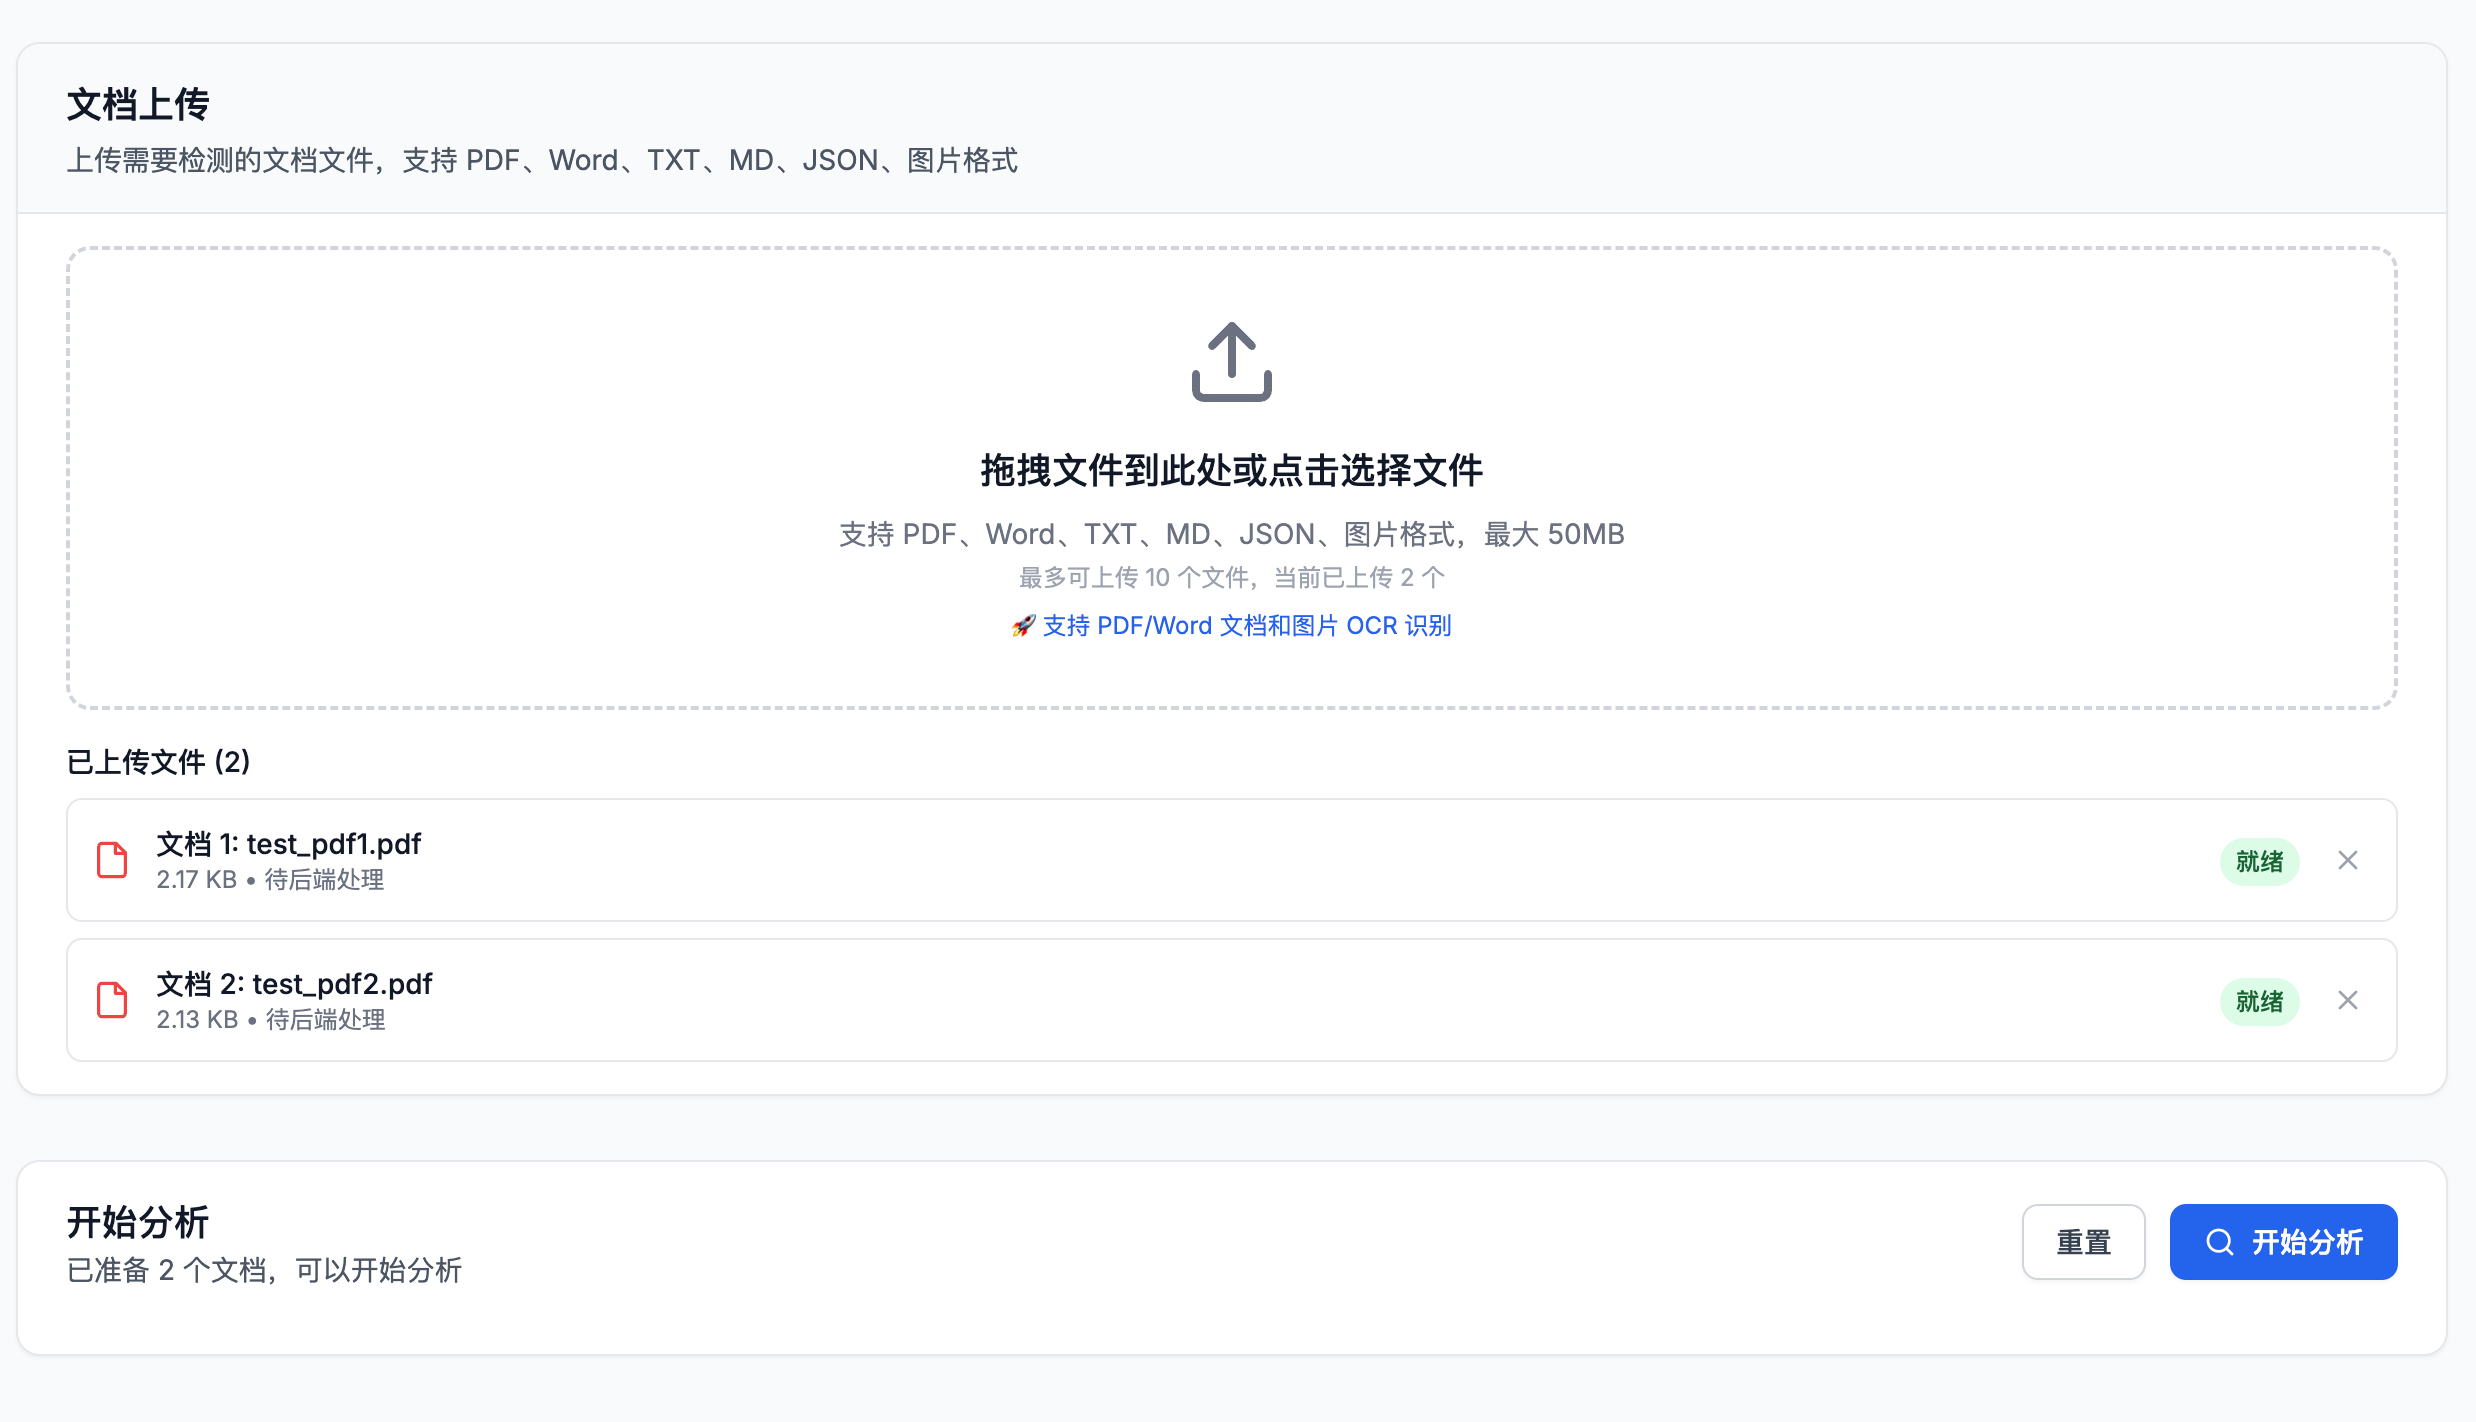 文档上传
上传需要检测的文档文件，支持 PDF、Word、TXT、MD、JSON、图片格式
拖拽文件到此处或点击选择文件
支持 PDF、Word、TXT、MD、JSON、图片格式，最大 50MB
最多可上传 10 个文件，当前已上传 2 个
🚀 支持 PDF/Word 文档和图片 OCR 识别
已上传文件 (2)
文档 1: test_pdf1.pdf
2.17 KB • 待后端处理
就绪
文档 2: test_pdf2.pdf
2.13 KB • 待后端处理
就绪
开始分析
已准备 2 个文档，可以开始分析
重置
开始分析